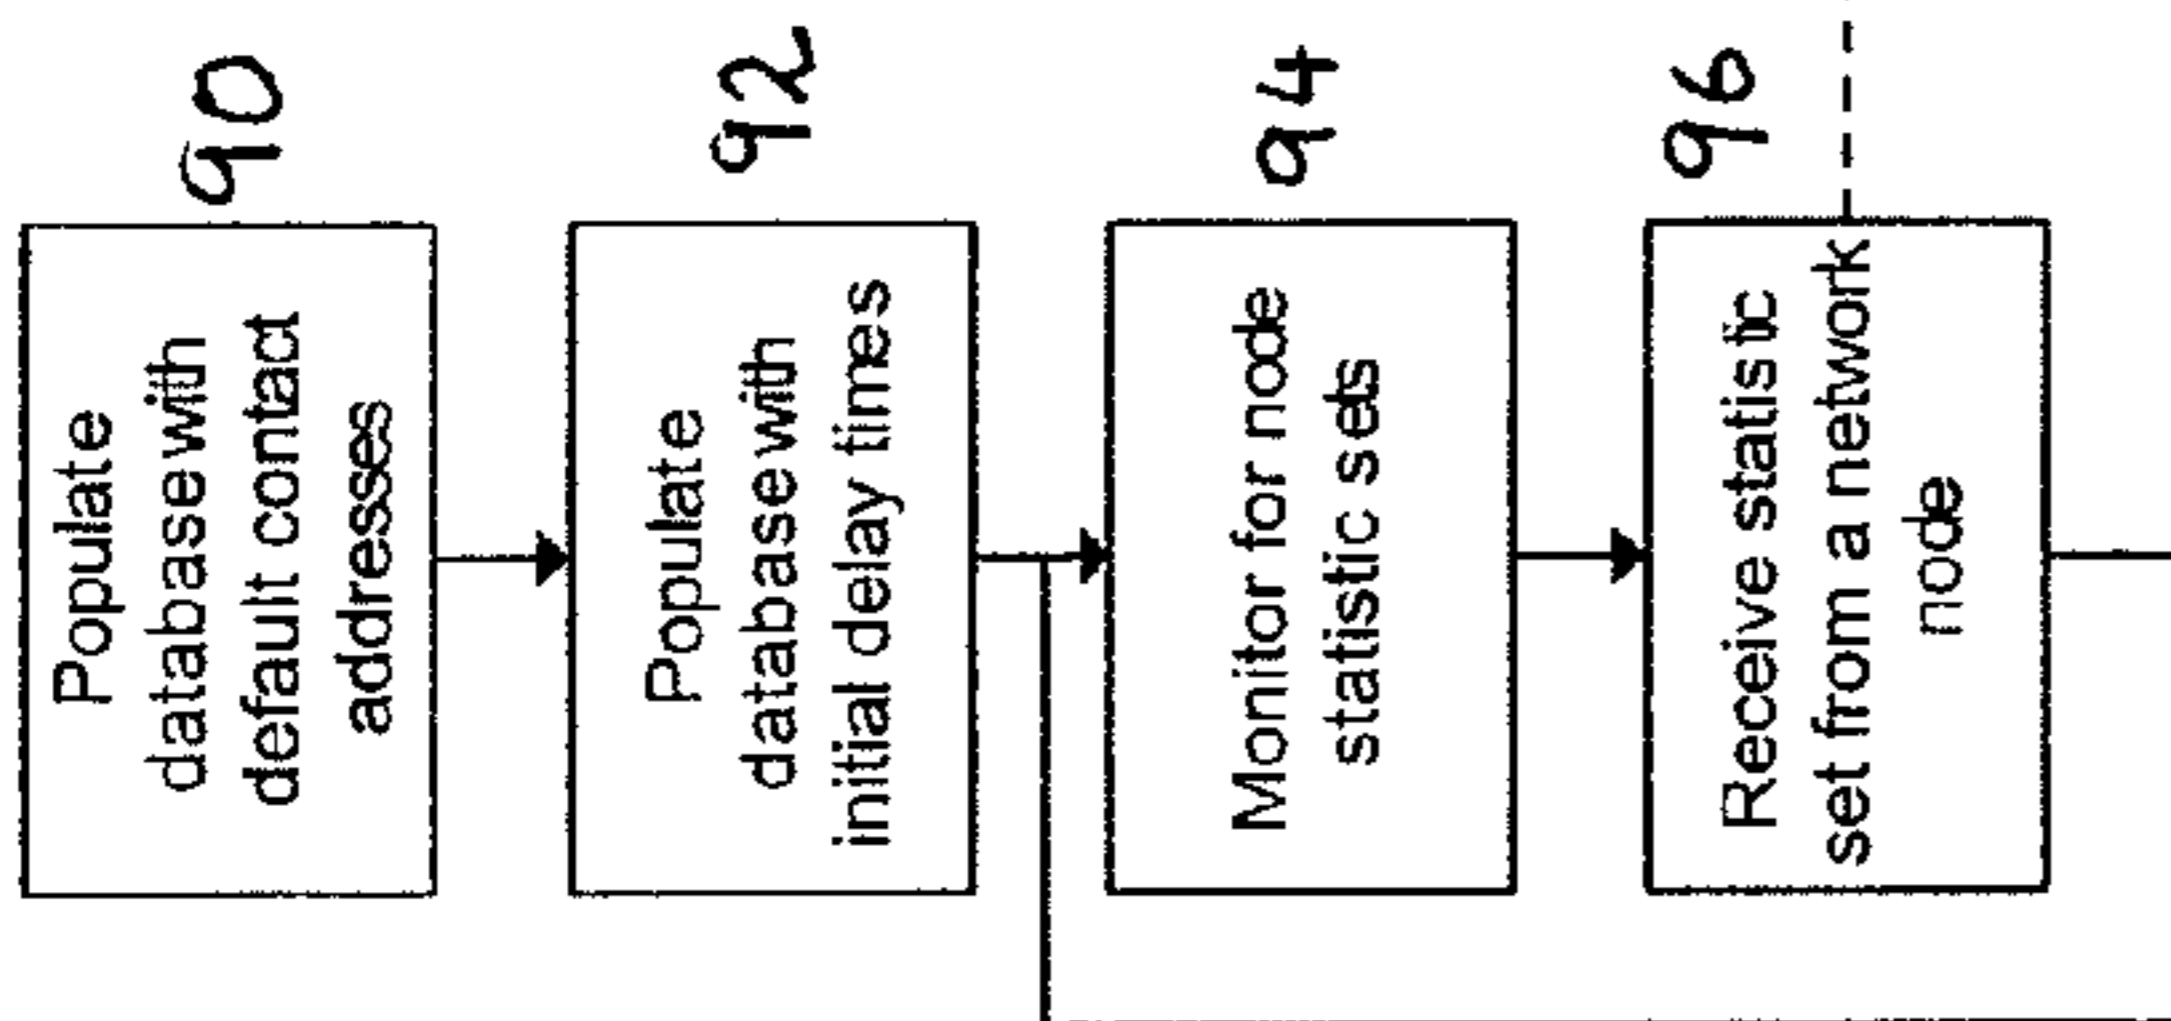 90
Populate
database with
default contact
addresses
92
Populate
database with
initial delay times
94
Monitor for node
statistic sets
96
Receive statistic
set from a network
node